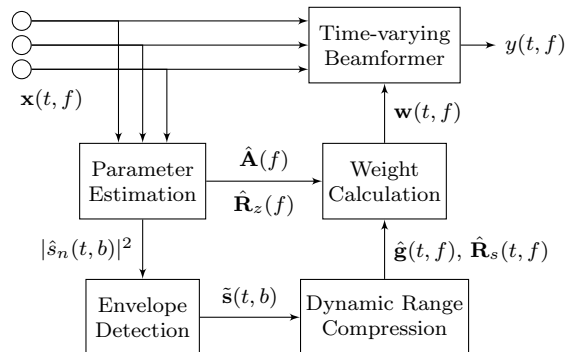 Time-varying
Beamformer
y(t, f)
𝐱(t, f)
𝐰(t, f)
Parameter
Estimation
𝐀̂(f)
𝐑̂_z(f)
Weight
Calculation
|ŝ_n(t, b)|²
𝐠̂(t, f), 𝐑̂_s(t, f)
Envelope
Detection
𝐬̃(t, b)
Dynamic Range
Compression